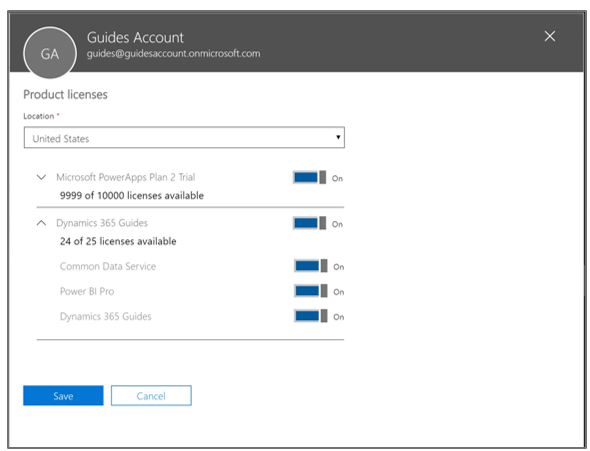 Guides Account
GA
guides@guidesaccount.onmicrosoft.com
Product licenses
Location *
United States
Microsoft PowerApps Plan 2 Trial
On
9999 of 10000 licenses available
Dynamics 365 Guides
On
24 of 25 licenses available
Common Data Service
On
Power BI Pro
On
Dynamics 365 Guides
On
Save
Cancel